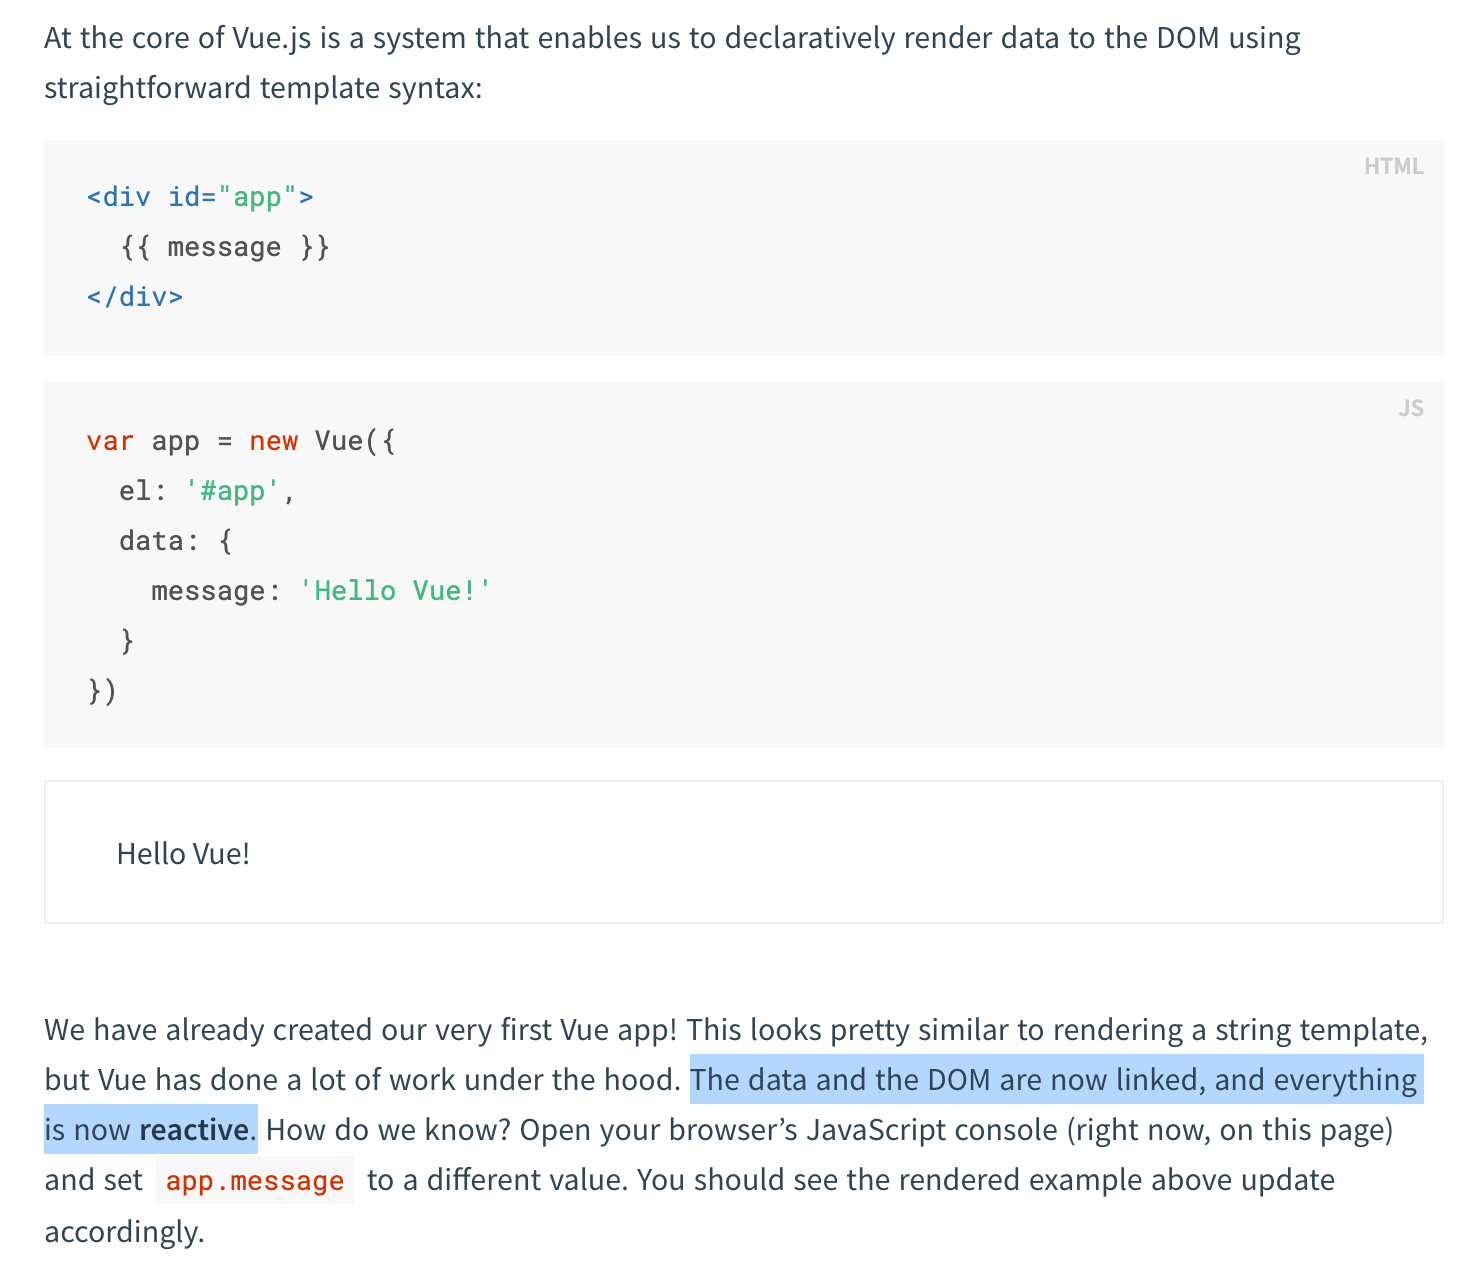 At the core of Vue.js is a system that enables us to declaratively render data to the DOM using
straightforward template syntax:
HTML
<div id="app">
  {{ message }}
</div>
JS
var app = new Vue({
  el: '#app',
  data: {
    message: 'Hello Vue!'
  }
})
Hello Vue!
We have already created our very first Vue app! This looks pretty similar to rendering a string template,
but Vue has done a lot of work under the hood. The data and the DOM are now linked, and everything
is now reactive. How do we know? Open your browser’s JavaScript console (right now, on this page)
and set app.message to a different value. You should see the rendered example above update
accordingly.